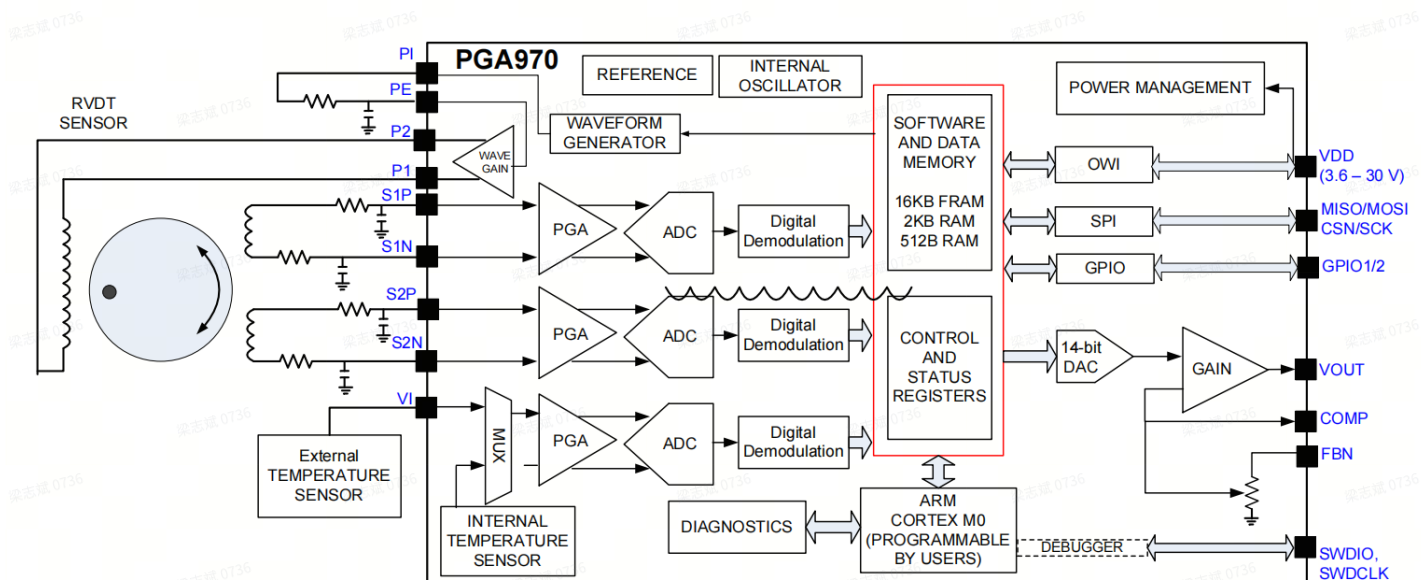 PGA970
PI
PE
P2
P1
S1P
S1N
S2P
S2N
VI
RVDT
SENSOR
REFERENCE
INTERNAL
OSCILLATOR
POWER MANAGEMENT
WAVEFORM
GENERATOR
WAVE
GAIN
SOFTWARE
AND DATA
MEMORY
16KB FRAM
2KB RAM
512B RAM
OWI
SPI
GPIO
VDD
(3.6 – 30 V)
MISO/MOSI
CSN/SCK
GPIO1/2
PGA
ADC
Digital
Demodulation
PGA
ADC
Digital
Demodulation
CONTROL
AND
STATUS
REGISTERS
14-bit
DAC
GAIN
VOUT
COMP
FBN
MUX
PGA
ADC
Digital
Demodulation
External
TEMPERATURE
SENSOR
INTERNAL
TEMPERATURE
SENSOR
DIAGNOSTICS
ARM
CORTEX M0
(PROGRAMMABLE
BY USERS)
DEBUGGER
SWDIO,
SWDCLK
梁志斌 0736